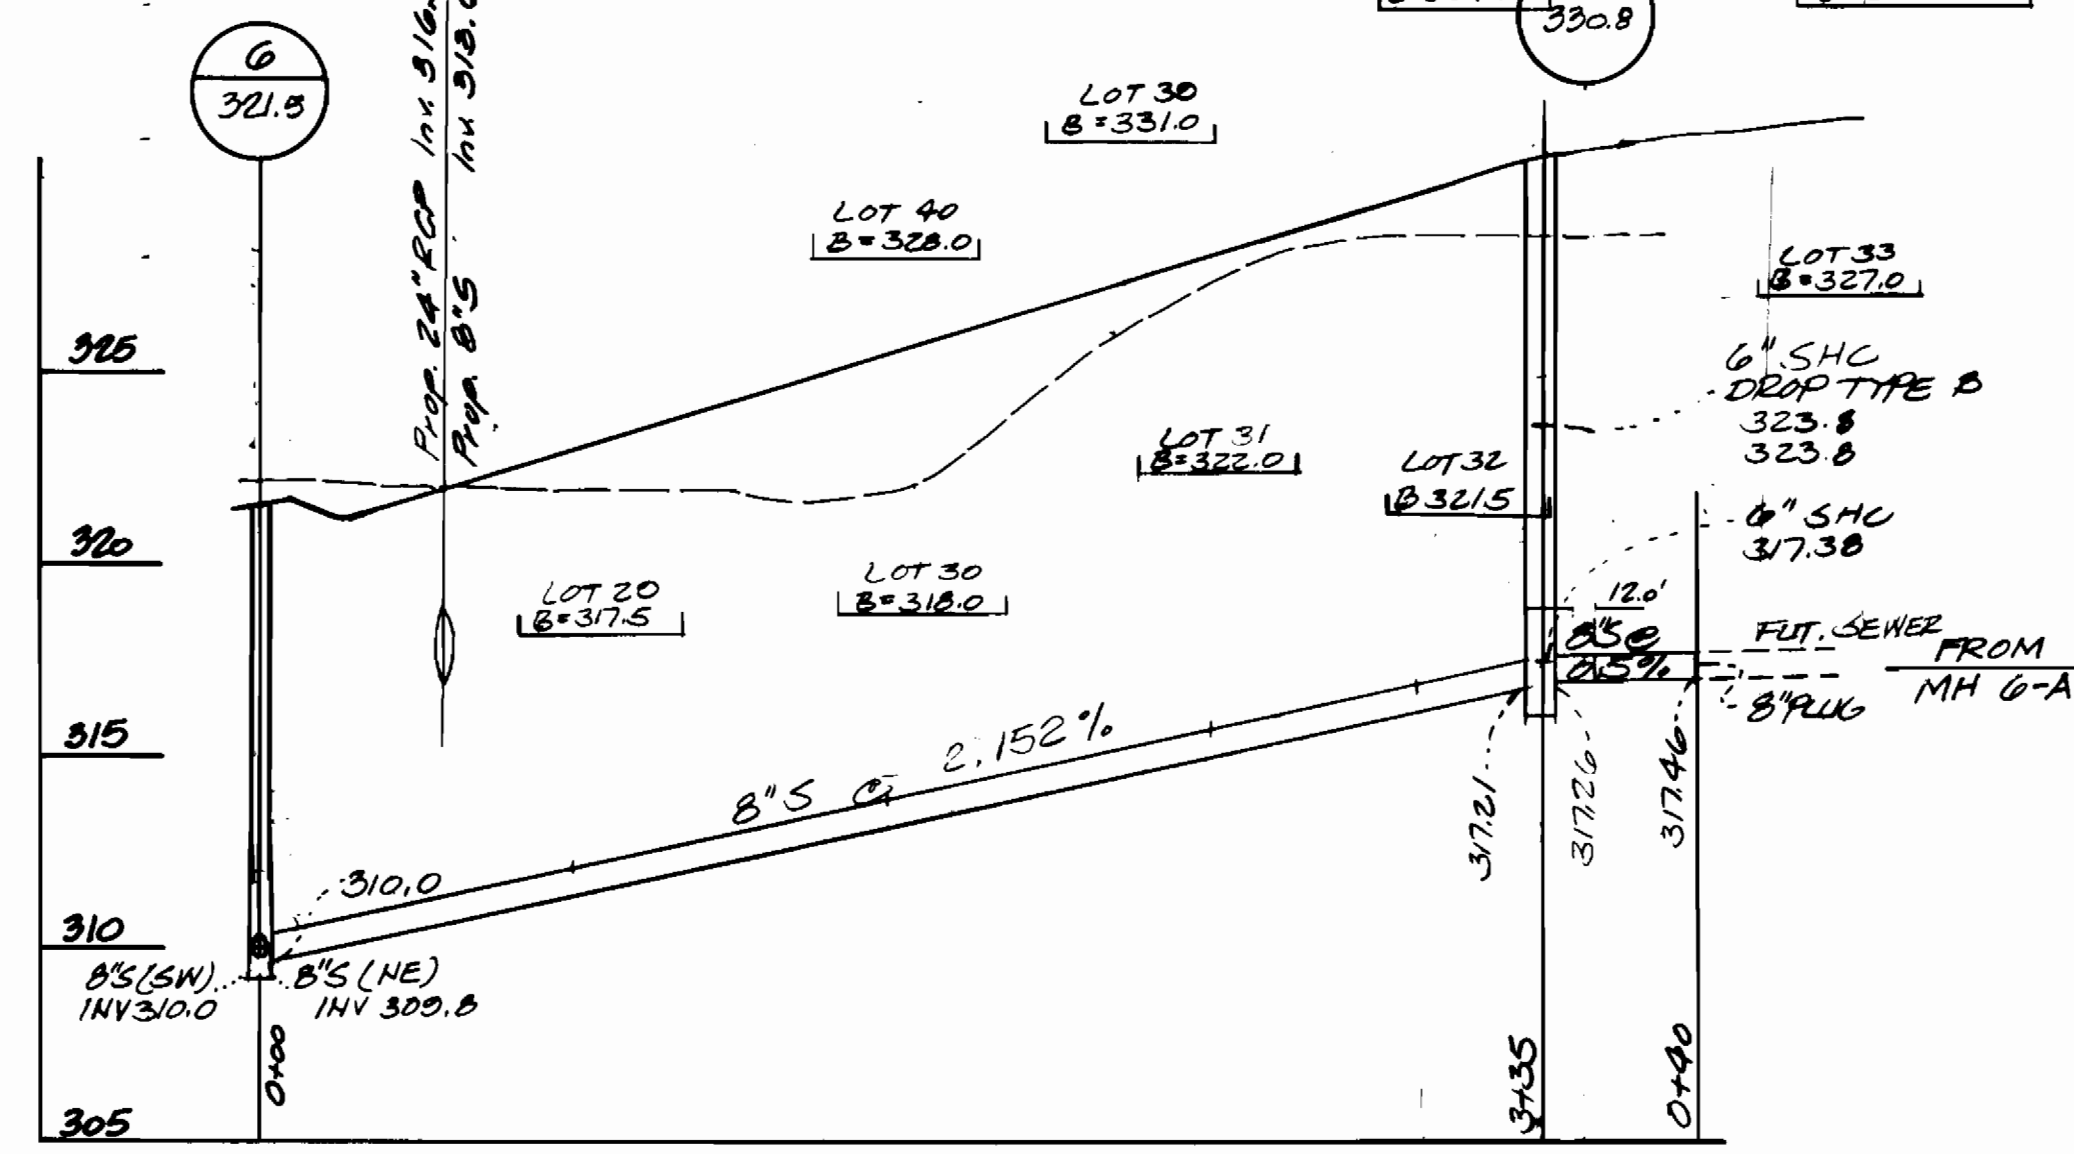 6
321.5
330.8
Prop. 24" RCP Inv. 316.
Prop. 8"S Inv. 313.
LOT 30
B=331.0
LOT 40
B=328.0
LOT 33
B=327.0
325
6" SHC
DROP TYPE B
323.8
323.8
LOT 31
B=322.0
LOT 32
B 321.5
6" SHC
317.38
320
LOT 20
B=317.5
LOT 30
B=318.0
12.0'
8"S @
FUT. SEWER
FROM
MH 6-A
8" PLUG
315
8"S @ 2.152%
317.21
317.26
317.46
310.0
310
8"S (SW)
INV 310.0
8"S (NE)
INV 309.8
0+00
3+35
0+40
305